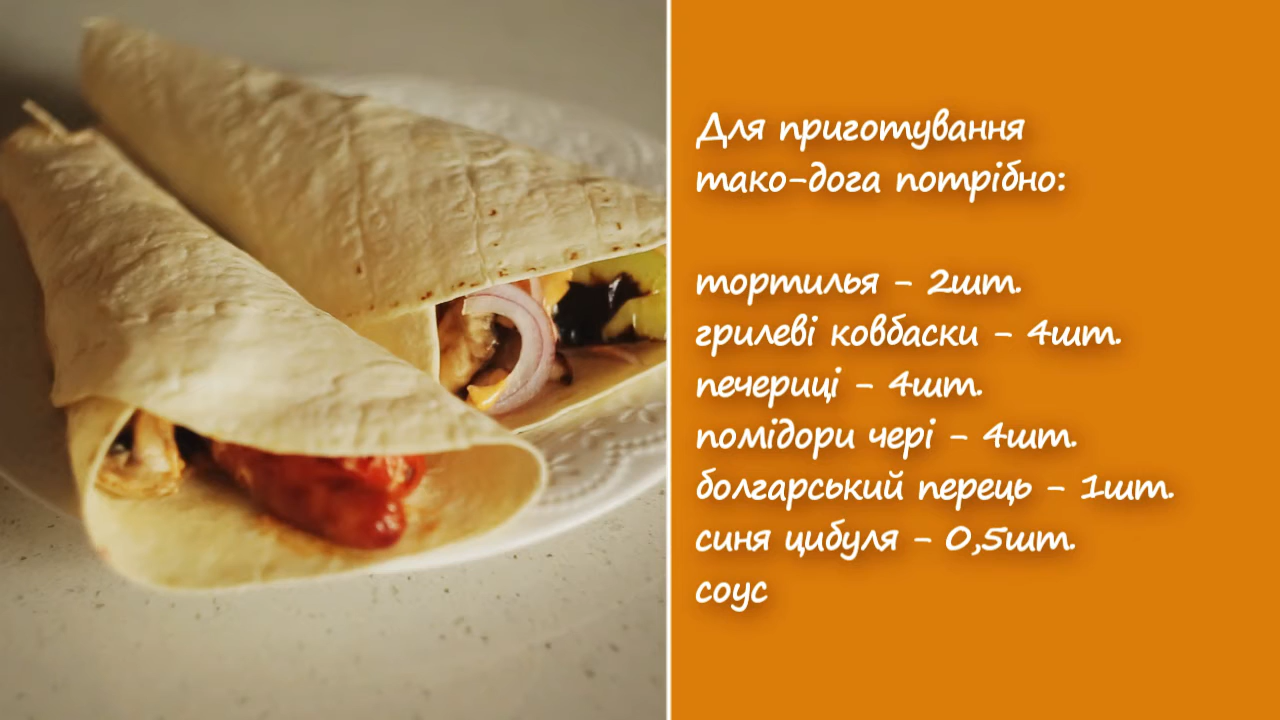 Для приготування
тако-дога потрібно:
тортилья - 2шт.
грилеві ковбаски - 4шт.
печериці - 4шт.
помідори чері - 4шт.
болгарський перець - 1шт.
синя цибуля - 0,5шт.
соус